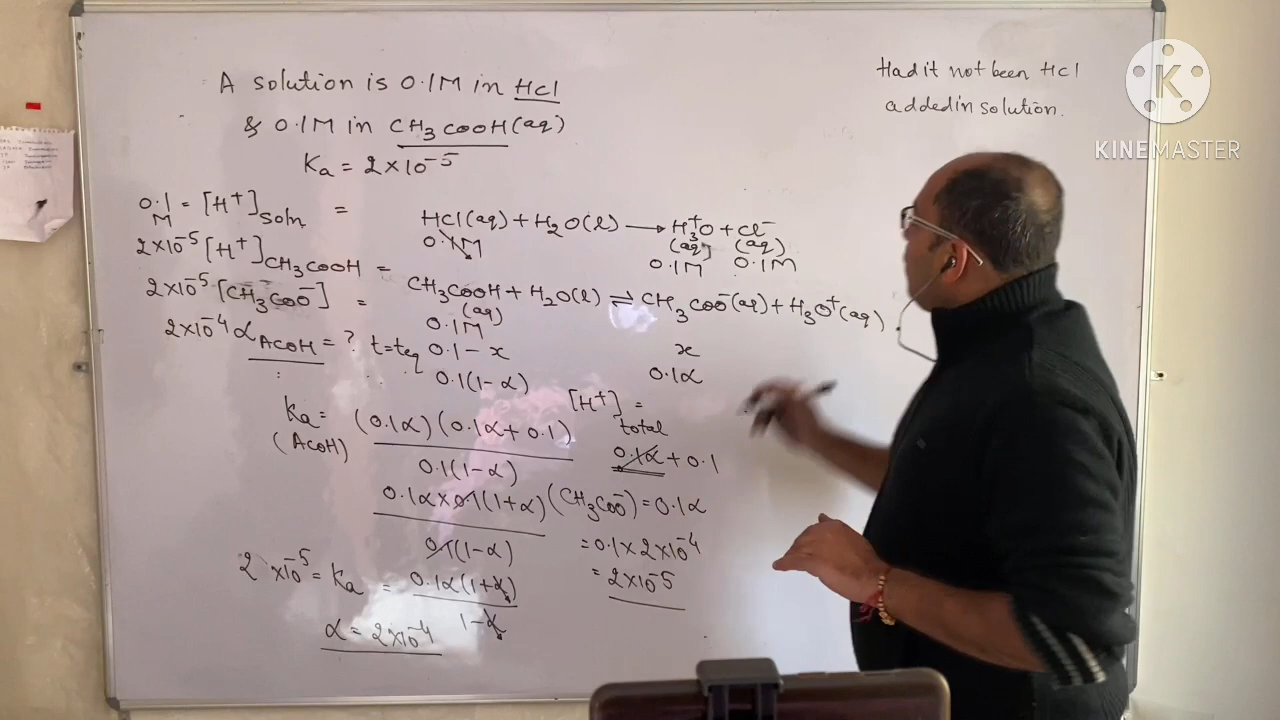 A solution is 0.1M in HCl
& 0.1M in CH3COOH(aq)
Ka = 2×10^-5
Had it not been HCl
added in solution.
KINEMASTER
0.1 M = [H+]Soln =
2×10^-5 [H+]CH3COOH =
2×10^-5 [CH3COO-] =
2×10^-4 αAcOH = ?
HCl(aq) + H2O(l) → H3+O + Cl-
(aq) (aq)
0.1M 0.1M 0.1M
CH3COOH + H2O(l) ⇌ CH3COO-(aq) + H3O+(aq)
(aq)
0.1M
t=teq 0.1-x x
0.1(1-α) 0.1α
Ka = (0.1α)(0.1α+0.1)
(AcOH) 0.1(1-α)
0.1α×0.1(1+α)
0.1(1-α)
2×10^-5 = Ka = 0.1α(1+α)
1-α
α = 2×10^-4
[H+] =
total
0.1α + 0.1
(CH3COO-) = 0.1α
= 0.1×2×10^-4
= 2×10^-5